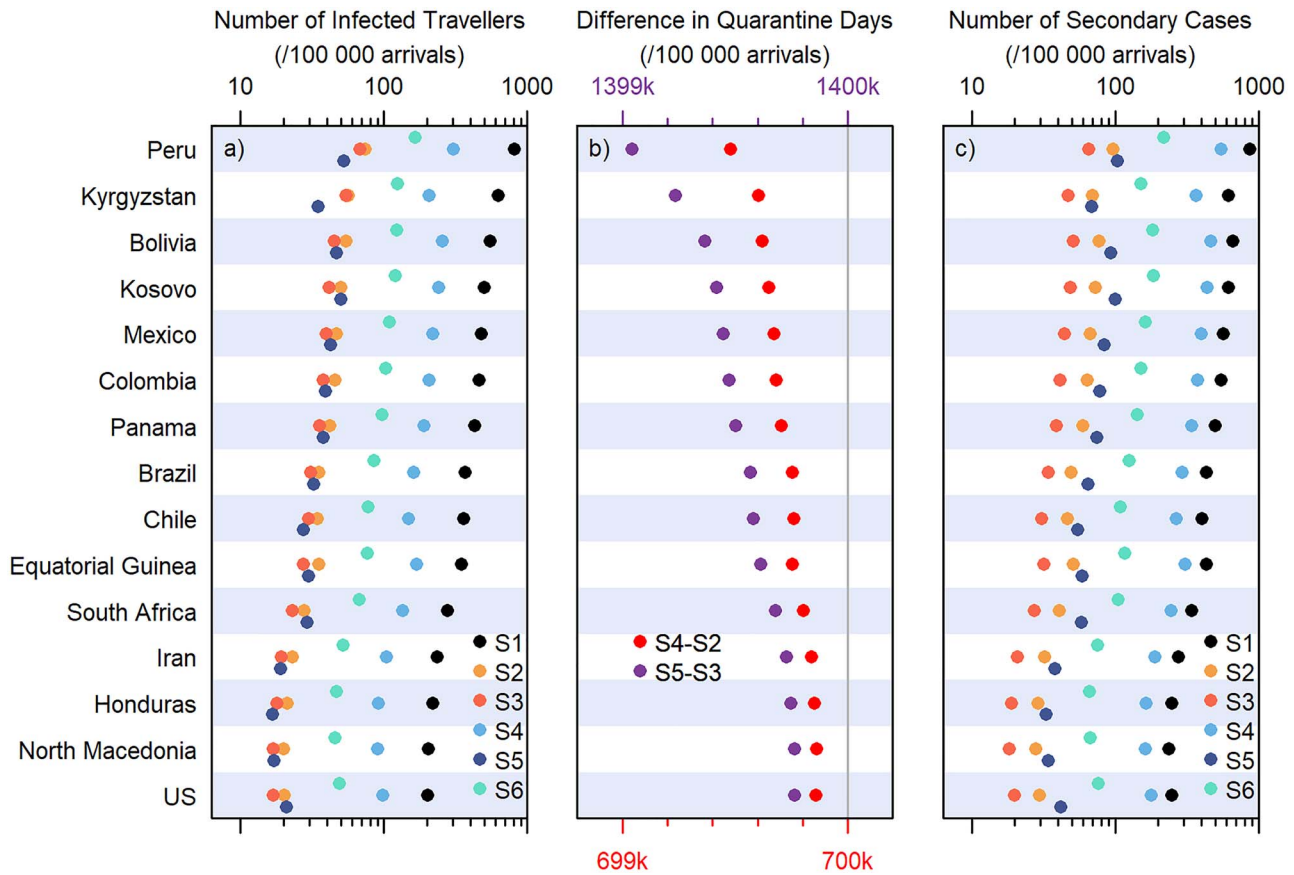 Number of Infected Travellers
(/100 000 arrivals)
10 100 1000
Difference in Quarantine Days
(/100 000 arrivals)
1399k 1400k
Number of Secondary Cases
(/100 000 arrivals)
10 100 1000
Peru
Kyrgyzstan
Bolivia
Kosovo
Mexico
Colombia
Panama
Brazil
Chile
Equatorial Guinea
South Africa
Iran
Honduras
North Macedonia
US
a)
S1
S2
S3
S4
S5
S6
b)
S4-S2
S5-S3
699k 700k
c)
S1
S2
S3
S4
S5
S6